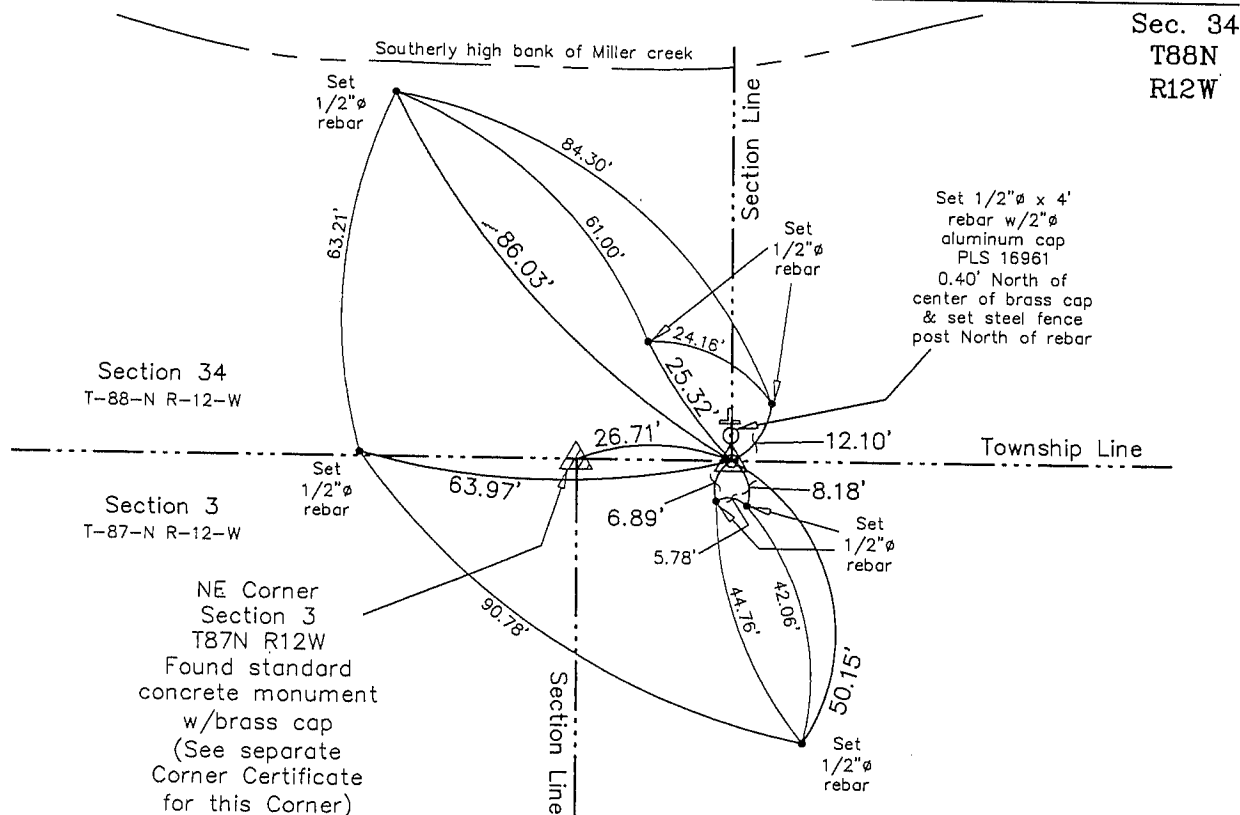 Sec. 34
T88N
R12W
Southerly high bank of Miller creek
Set
1/2"ø
rebar
Section Line
84.30'
63.21'
61.00'
86.03'
Set
1/2"ø
rebar
Set 1/2"ø x 4'
rebar w/2"ø
aluminum cap
PLS 16961
0.40' North of
center of brass cap
& set steel fence
post North of rebar
24.16'
25.32'
Section 34
T-88-N R-12-W
26.71'
12.10'
Township Line
Set
1/2"ø
rebar
63.97'
6.89'
8.18'
Section 3
T-87-N R-12-W
5.78'
Set
1/2"ø
rebar
NE Corner
Section 3
T87N R12W
Found standard
concrete monument
w/brass cap
(See separate
Corner Certificate
for this Corner)
90.78'
44.76'
42.06'
50.15'
Section Line
Set
1/2"ø
rebar